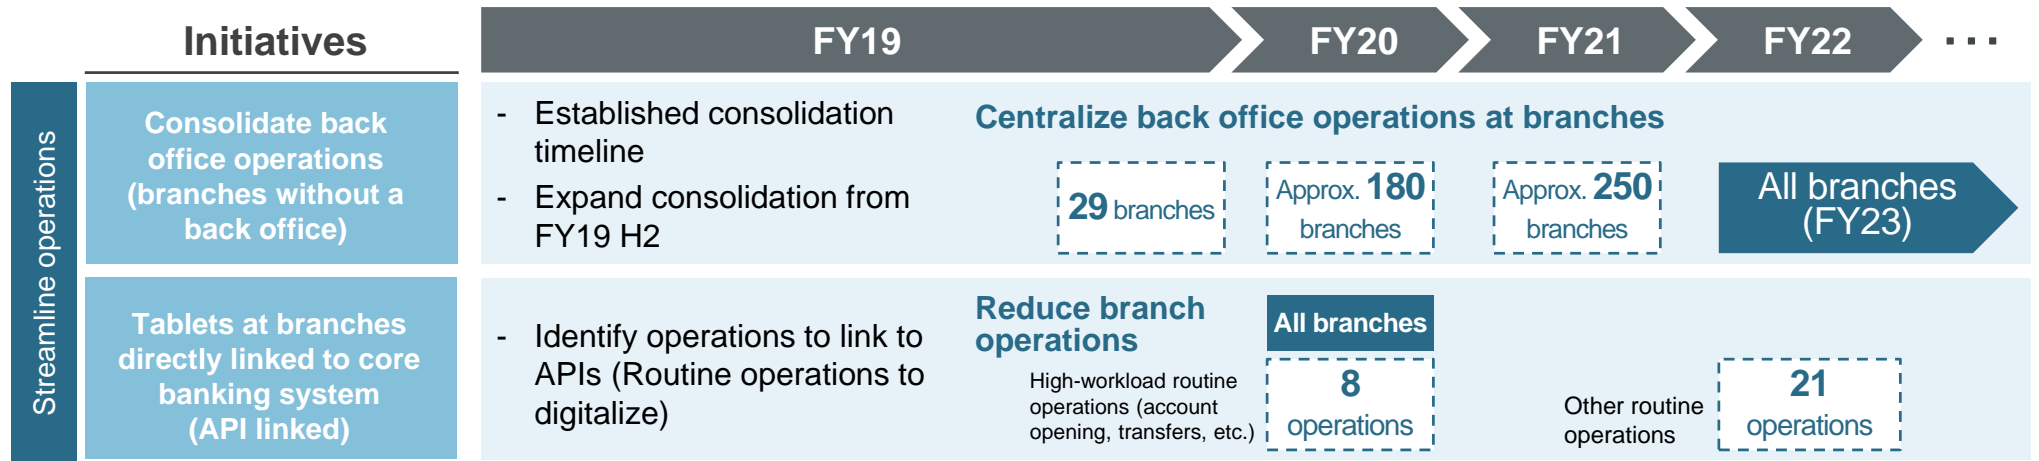 Initiatives
FY19
FY20
FY21
FY22
...
Streamline operations
Consolidate back
office operations
(branches without a
back office)
- Established consolidation
timeline
- Expand consolidation from
FY19 H2
Centralize back office operations at branches
29 branches
Approx. 180
branches
Approx. 250
branches
All branches
(FY23)
Tablets at branches
directly linked to core
banking system
(API linked)
- Identify operations to link to
APIs (Routine operations to
digitalize)
Reduce branch
operations
High-workload routine
operations (account
opening, transfers, etc.)
All branches
8
operations
Other routine
operations
21
operations